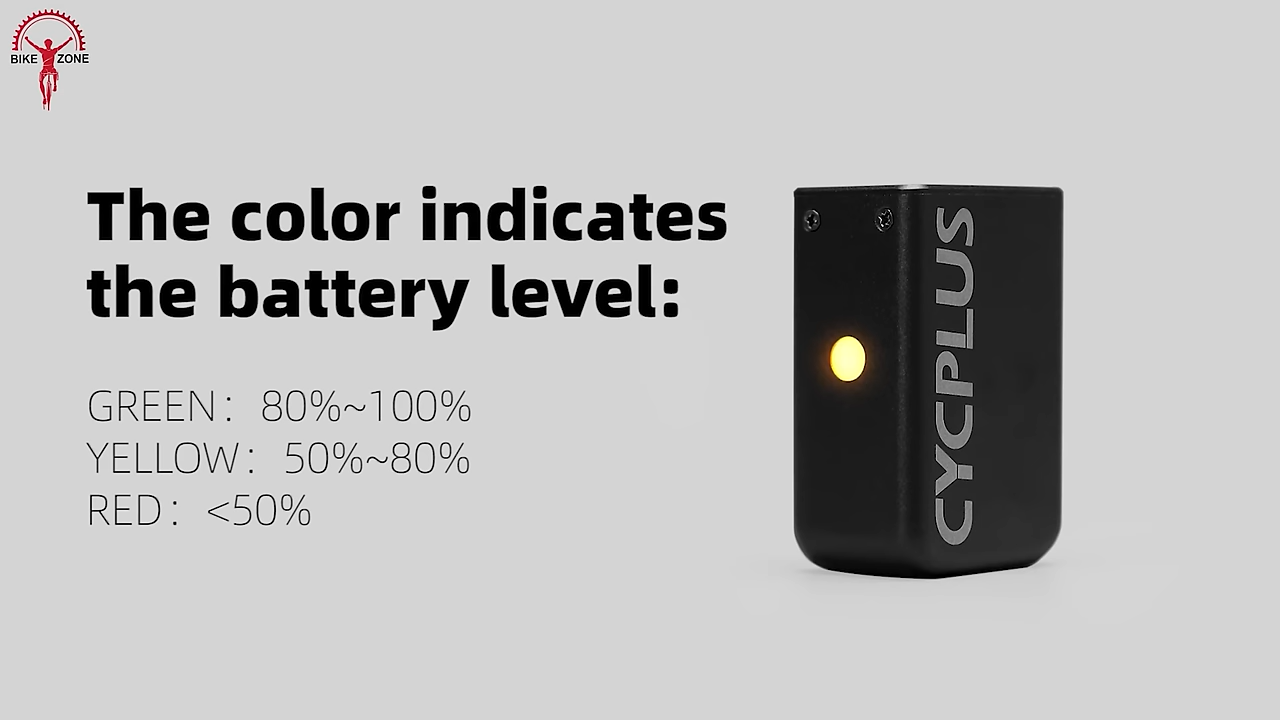 BIKE ZONE
The color indicates
the battery level:
GREEN: 80%~100%
YELLOW: 50%~80%
RED: <50%
CYCPLUS